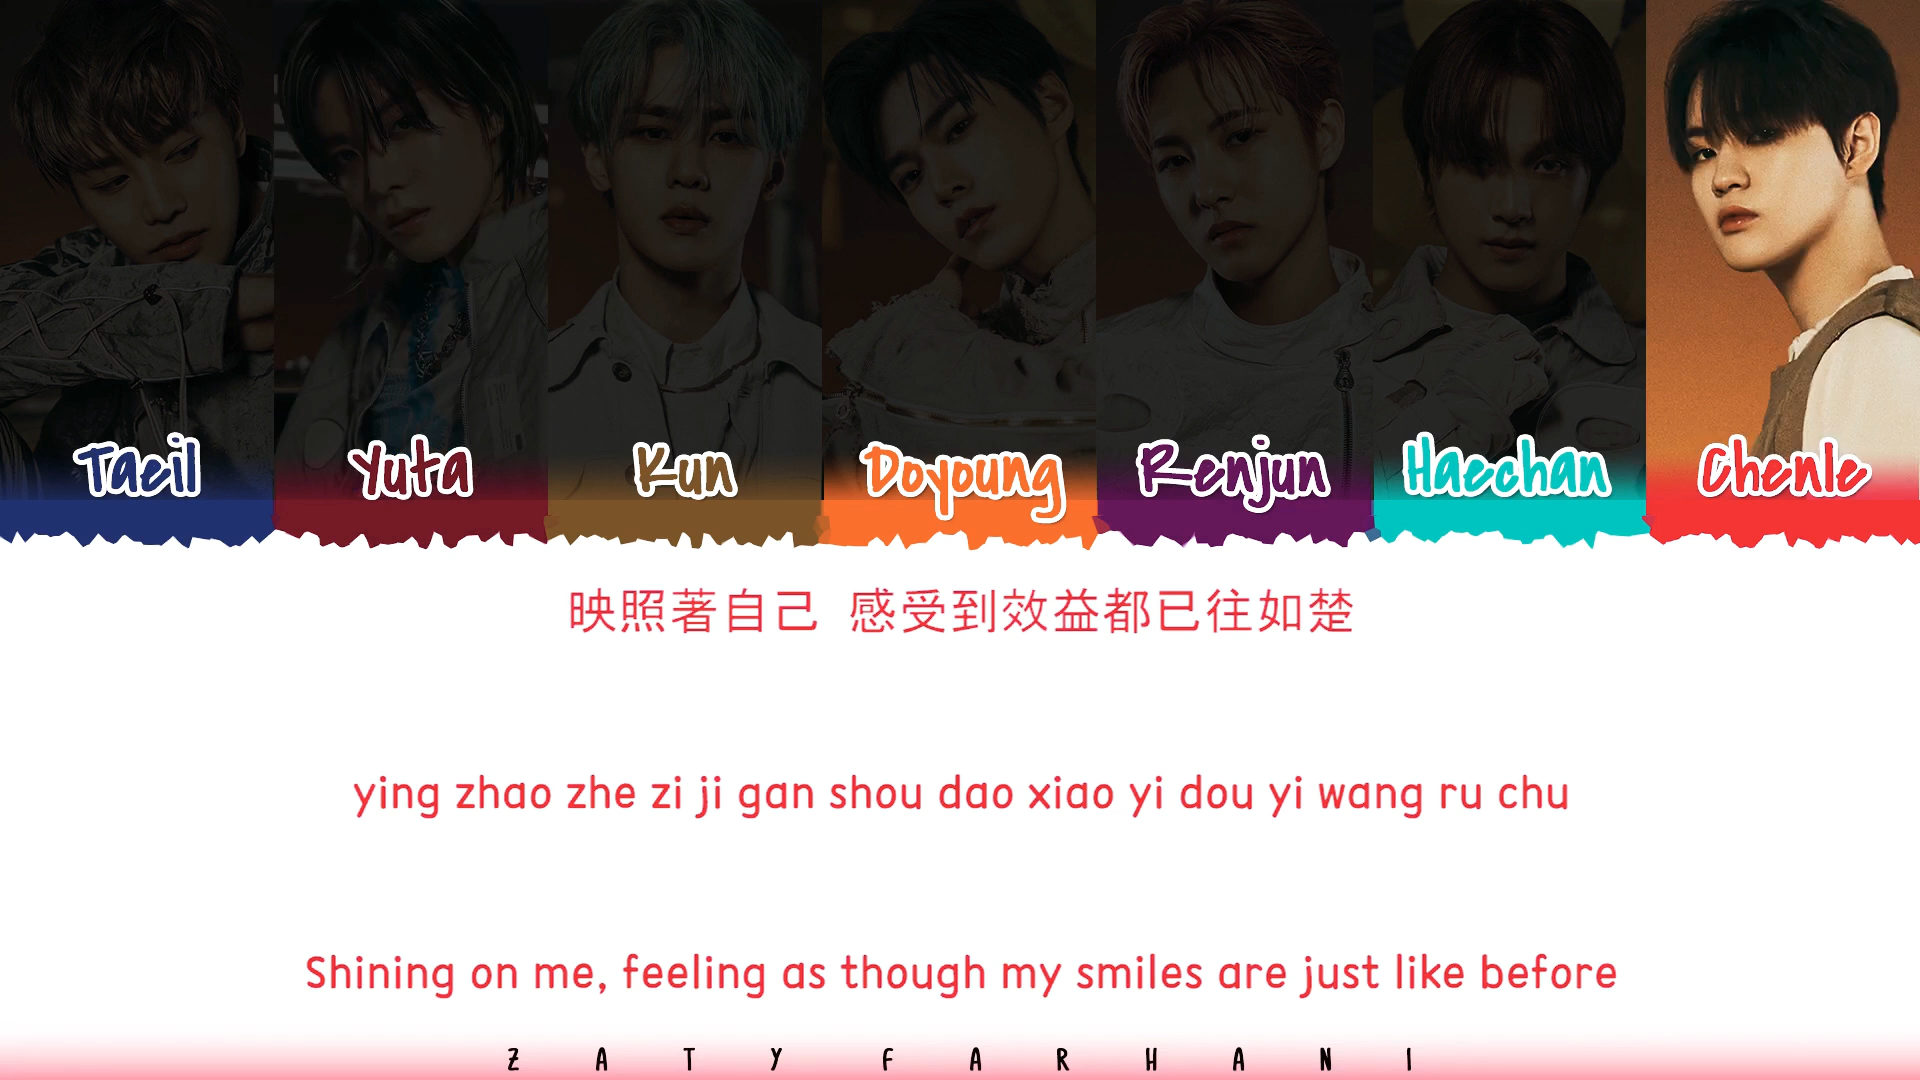 Taeil Yuta Kun Doyoung Renjun Haechan Chenle
映照著自己 感受到效益都已往如楚
ying zhao zhe zi ji gan shou dao xiao yi dou yi wang ru chu
Shining on me, feeling as though my smiles are just like before
ZATY FARHANI